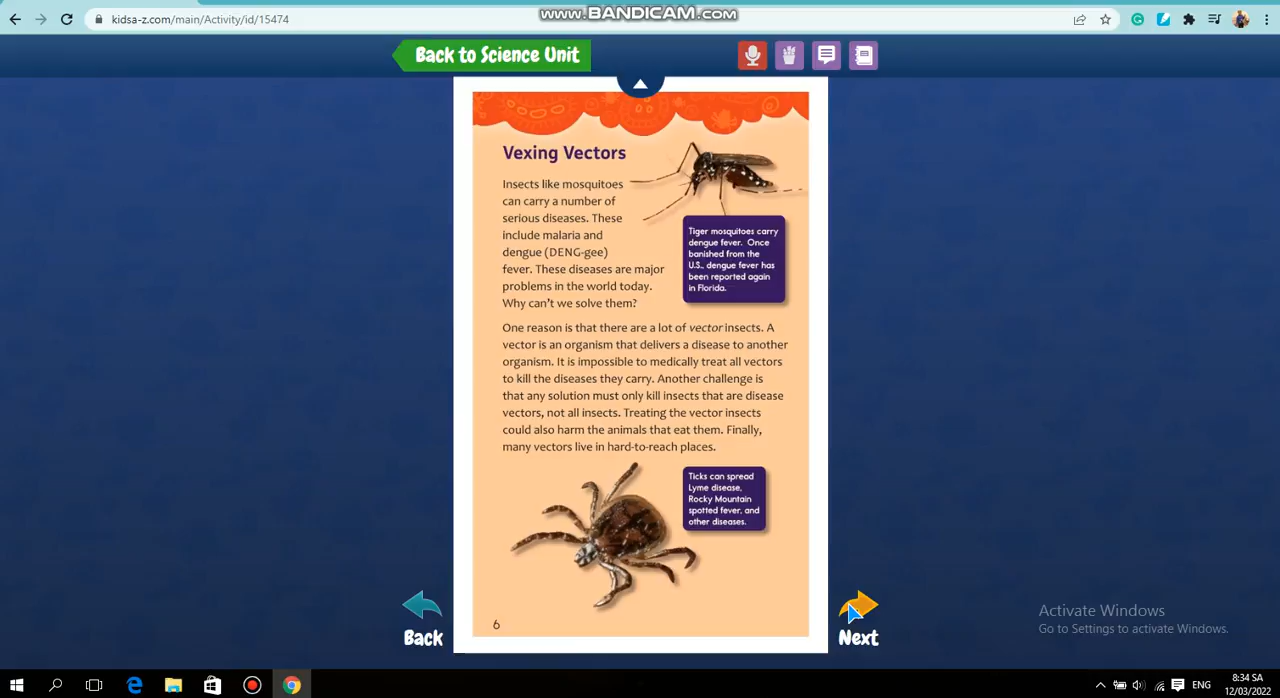 kidsa-z.com/main/Activity/id/15474
www.BANDICAM.com
Back to Science Unit
Vexing Vectors
Insects like mosquitoes
can carry a number of
serious diseases. These
include malaria and
dengue (DENG-gee)
fever. These diseases are major
problems in the world today.
Why can't we solve them?
Tiger mosquitoes carry
dengue fever. Once
banished from the
U.S., dengue fever has
been reported again
in Florida.
One reason is that there are a lot of vector insects. A
vector is an organism that delivers a disease to another
organism. It is impossible to medically treat all vectors
to kill the diseases they carry. Another challenge is
that any solution must only kill insects that are disease
vectors, not all insects. Treating the vector insects
could also harm the animals that eat them. Finally,
many vectors live in hard-to-reach places.
Ticks can spread
Lyme disease,
Rocky Mountain
spotted fever, and
other diseases.
6
Back
Next
Activate Windows
Go to Settings to activate Windows.
ENG
8:34 SA
12/03/2022